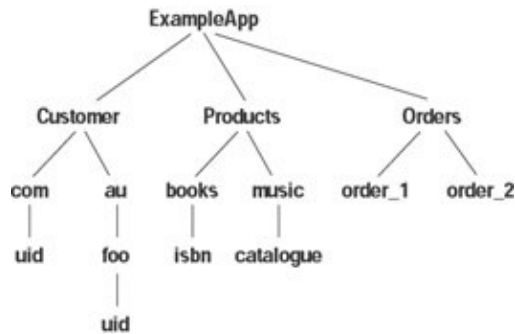 ExampleApp
Customer Products Orders
com au books music order_1 order_2
uid foo isbn catalogue
uid